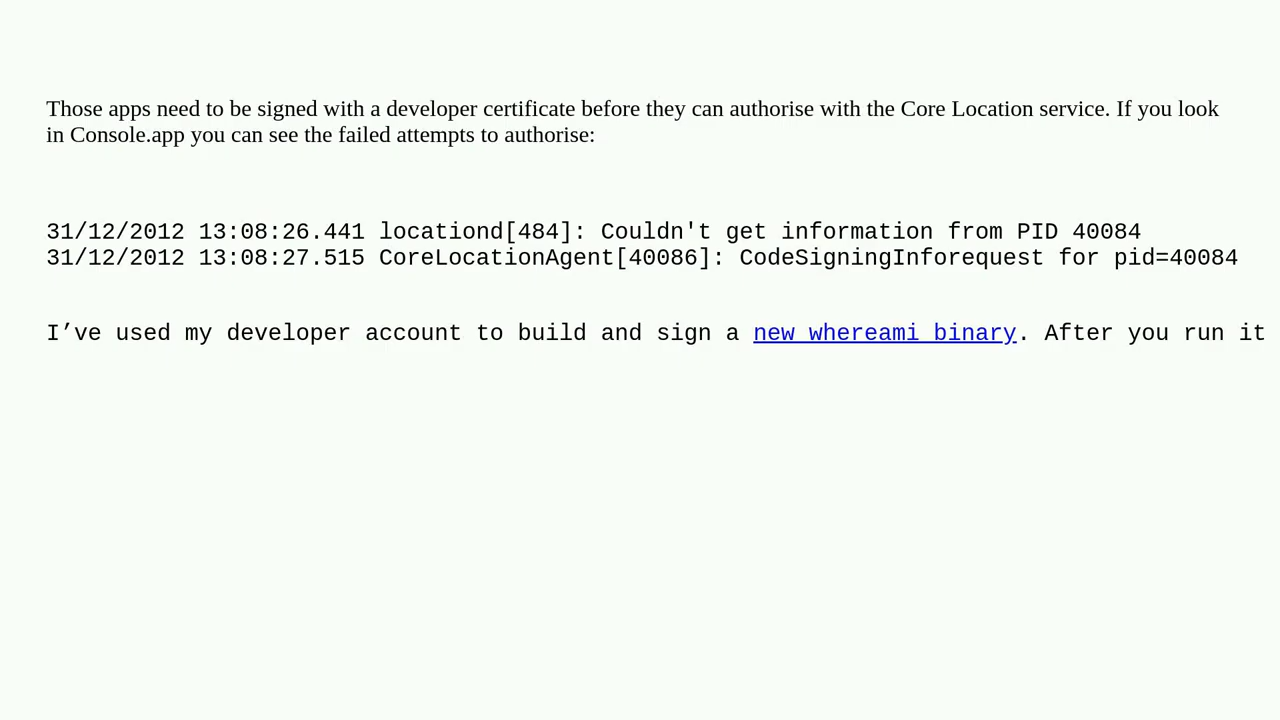 Those apps need to be signed with a developer certificate before they can authorise with the Core Location service. If you look
in Console.app you can see the failed attempts to authorise:
31/12/2012 13:08:26.441 locationd[484]: Couldn't get information from PID 40084
31/12/2012 13:08:27.515 CoreLocationAgent[40086]: CodeSigningInforequest for pid=40084
I’ve used my developer account to build and sign a new whereami binary. After you run it